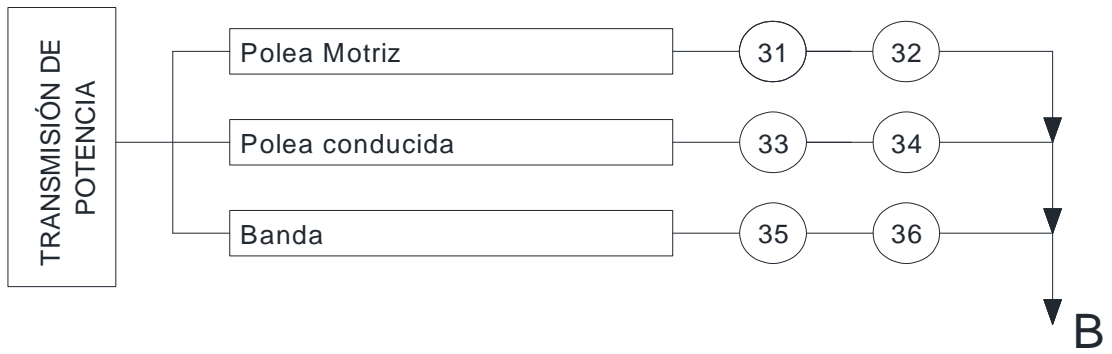 TRANSMISIÓN DE
POTENCIA
Polea Motriz
31
32
Polea conducida
33
34
Banda
35
36
B